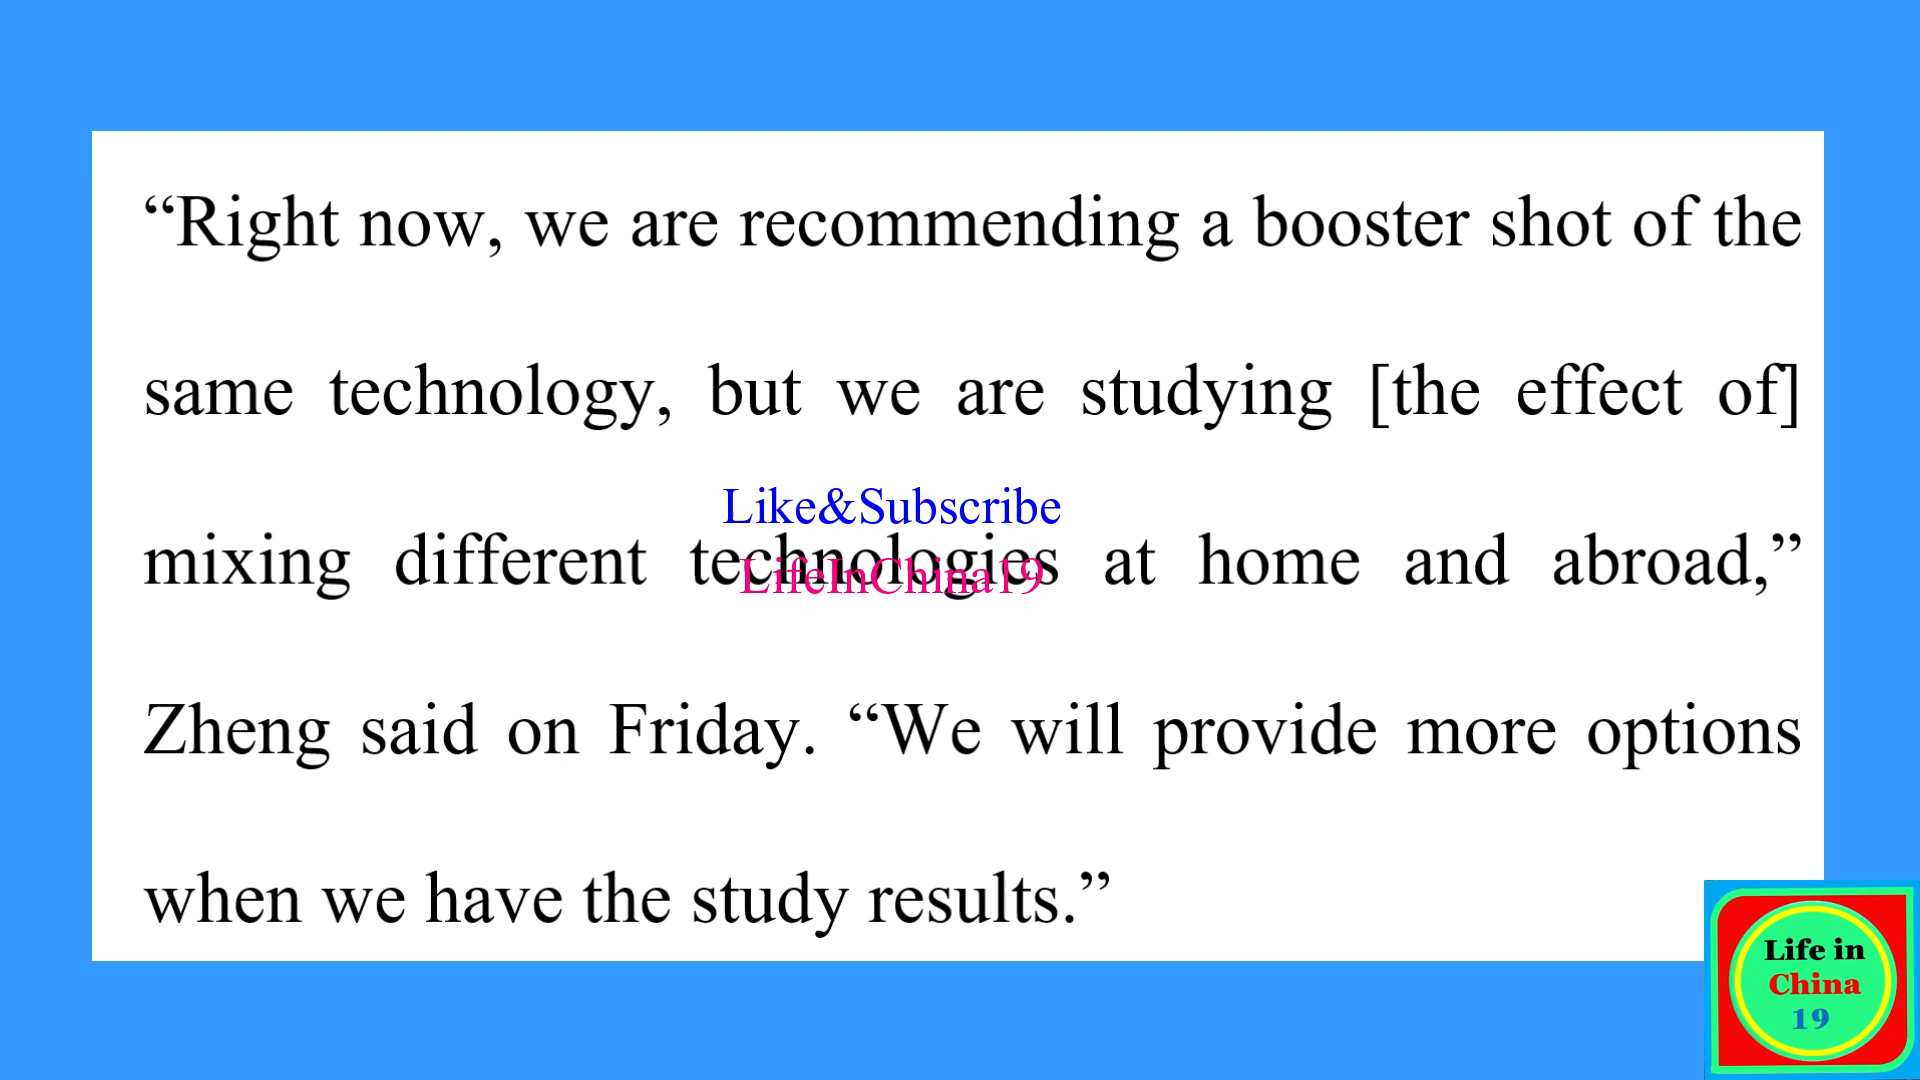 “Right now, we are recommending a booster shot of the
same technology, but we are studying [the effect of]
Like&Subscribe
mixing different technologies at home and abroad,”
LifeInChina19
Zheng said on Friday. “We will provide more options
when we have the study results.”
Life in
China
19